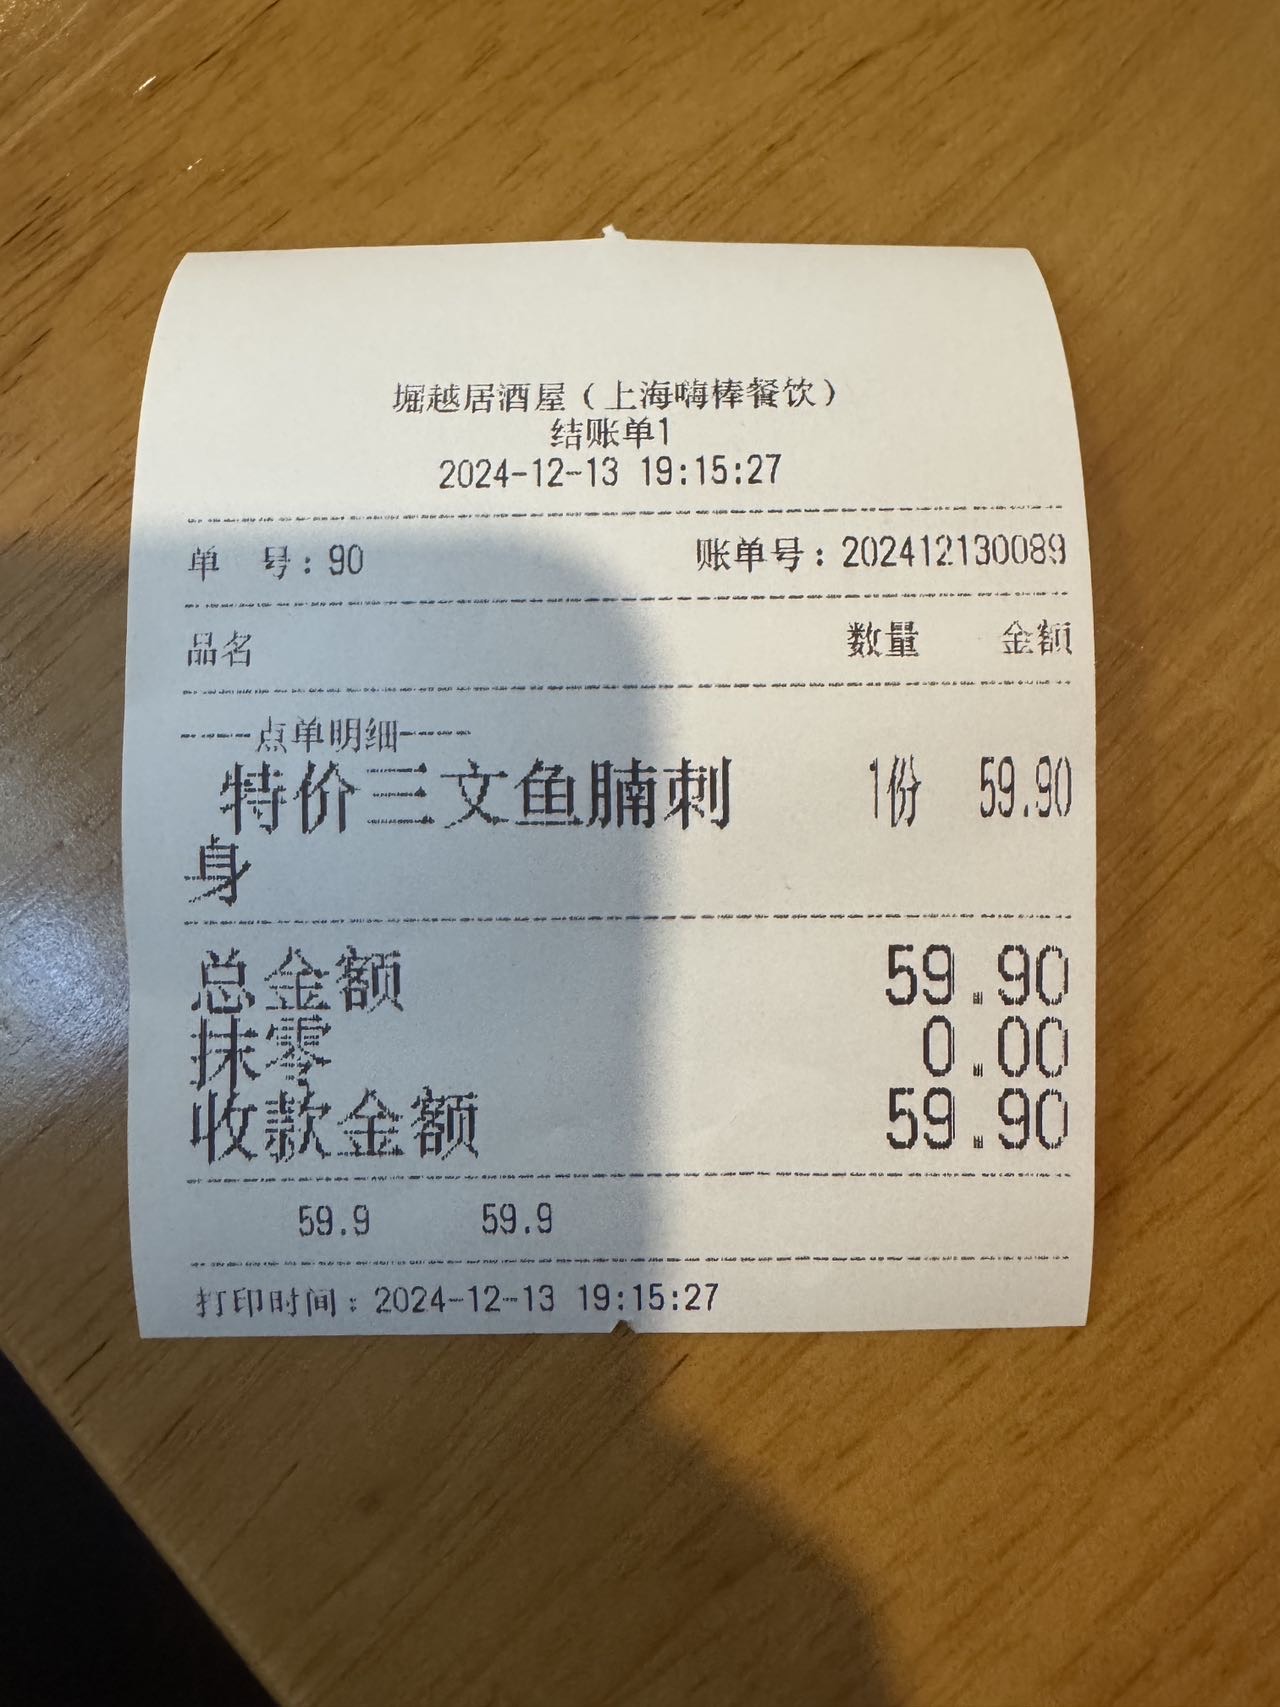 堀越居酒屋（上海嗨棒餐饮）
结账单1
2024-12-13 19:15:27
单 号：90 账单号：202412130089
品名 数量 金额
----点单明细----
特价三文鱼腩刺 1份 59.90
身
总金额 59.90
抹零 0.00
收款金额 59.90
59.9 59.9
打印时间：2024-12-13 19:15:27